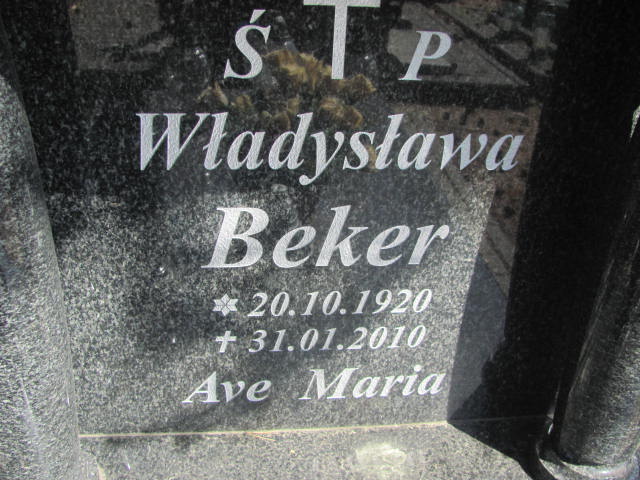 Ś P
Władysława
Beker
* 20.10.1920
✝ 31.01.2010
Ave Maria